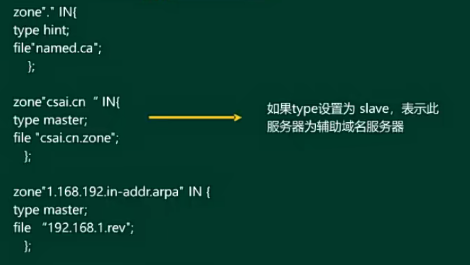 zone"." IN{
type hint;
file"named.ca";
};
zone"csai.cn “ IN{
type master;
file "csai.cn.zone";
};
如果type设置为 slave，表示此
服务器为辅助域名服务器
zone"1.168.192.in-addr.arpa" IN {
type master;
file “192.168.1.rev";
};